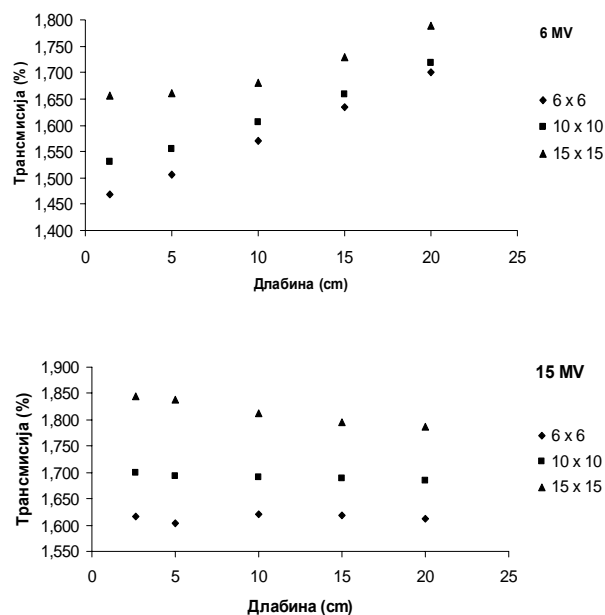 6 MV
Трансмисија (%)
1,800
1,750
1,700
1,650
1,600
1,550
1,500
1,450
1,400
0 5 10 15 20 25
Длабина (cm)
6 x 6
10 x 10
15 x 15
15 MV
Трансмисија (%)
1,900
1,850
1,800
1,750
1,700
1,650
1,600
1,550
0 5 10 15 20 25
Длабина (cm)
6 x 6
10 x 10
15 x 15